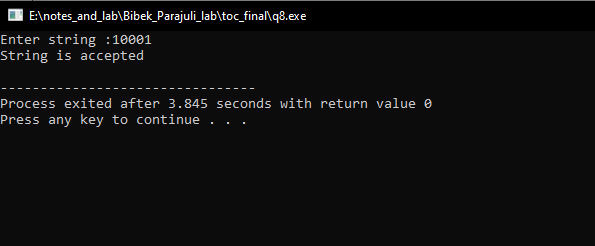 E:\notes_and_lab\Bibek_Parajuli_lab\toc_final\q8.exe
Enter string :10001
String is accepted
--------------------------------
Process exited after 3.845 seconds with return value 0
Press any key to continue . . .